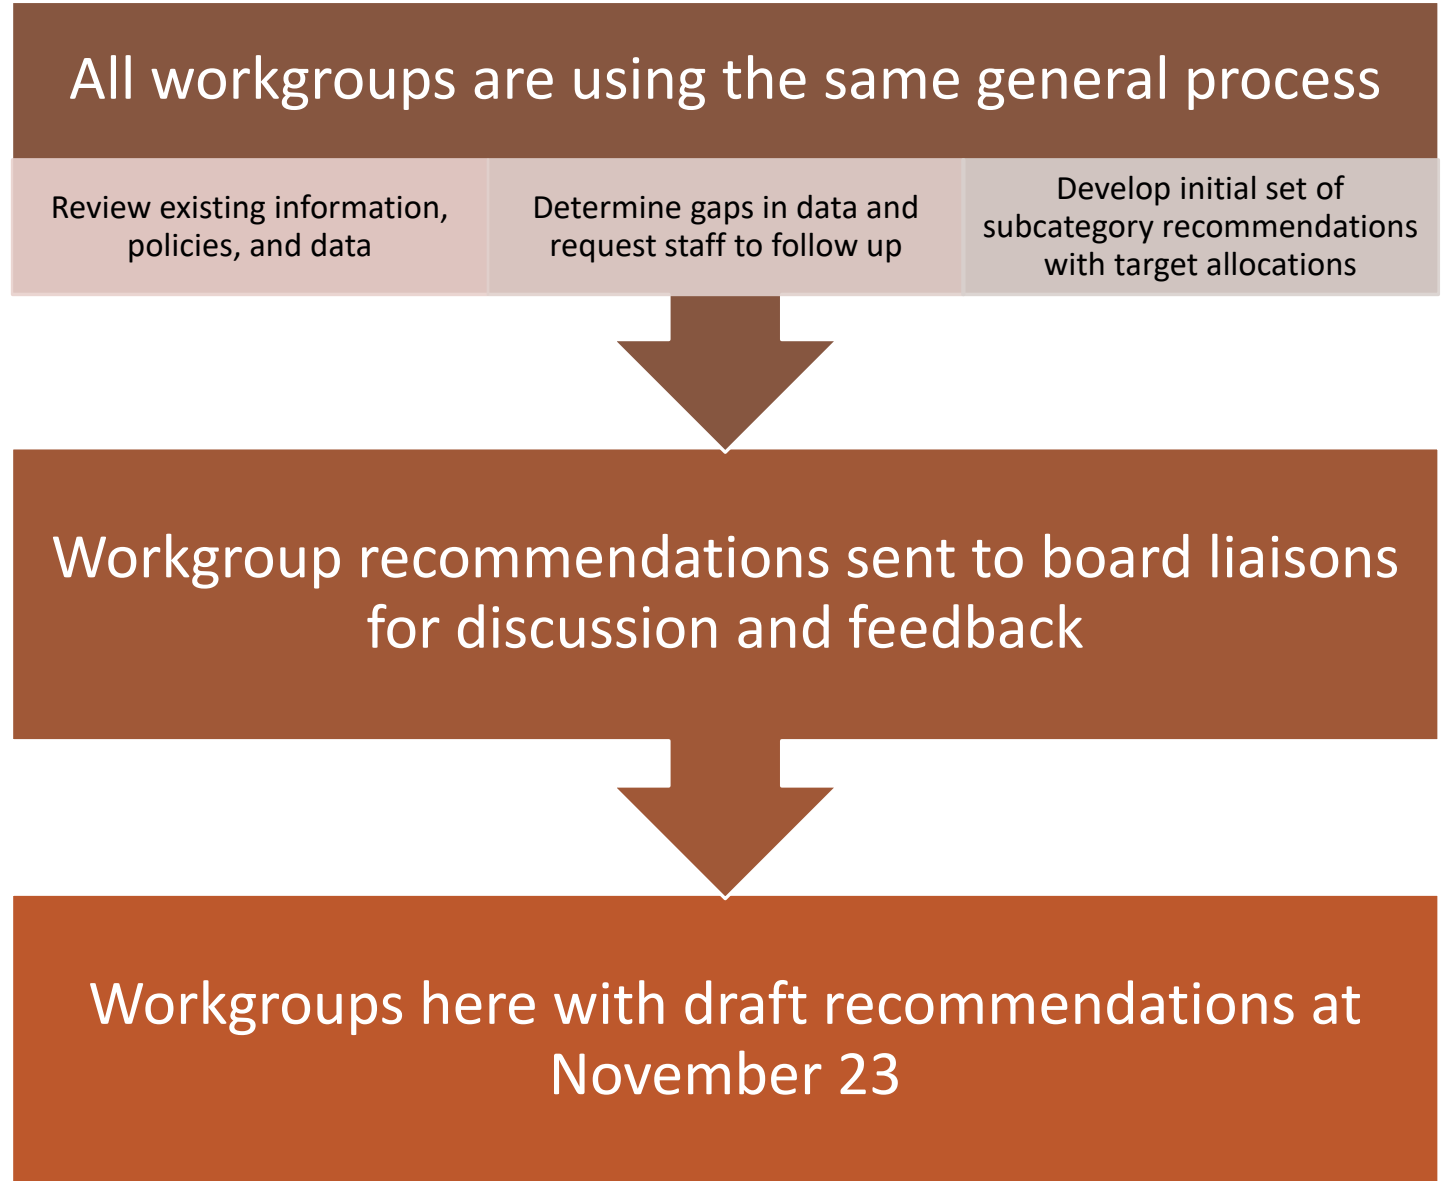 All workgroups are using the same general process
Review existing information,
policies, and data
Determine gaps in data and
request staff to follow up
Develop initial set of
subcategory recommendations
with target allocations
Workgroup recommendations sent to board liaisons
for discussion and feedback
Workgroups here with draft recommendations at
November 23